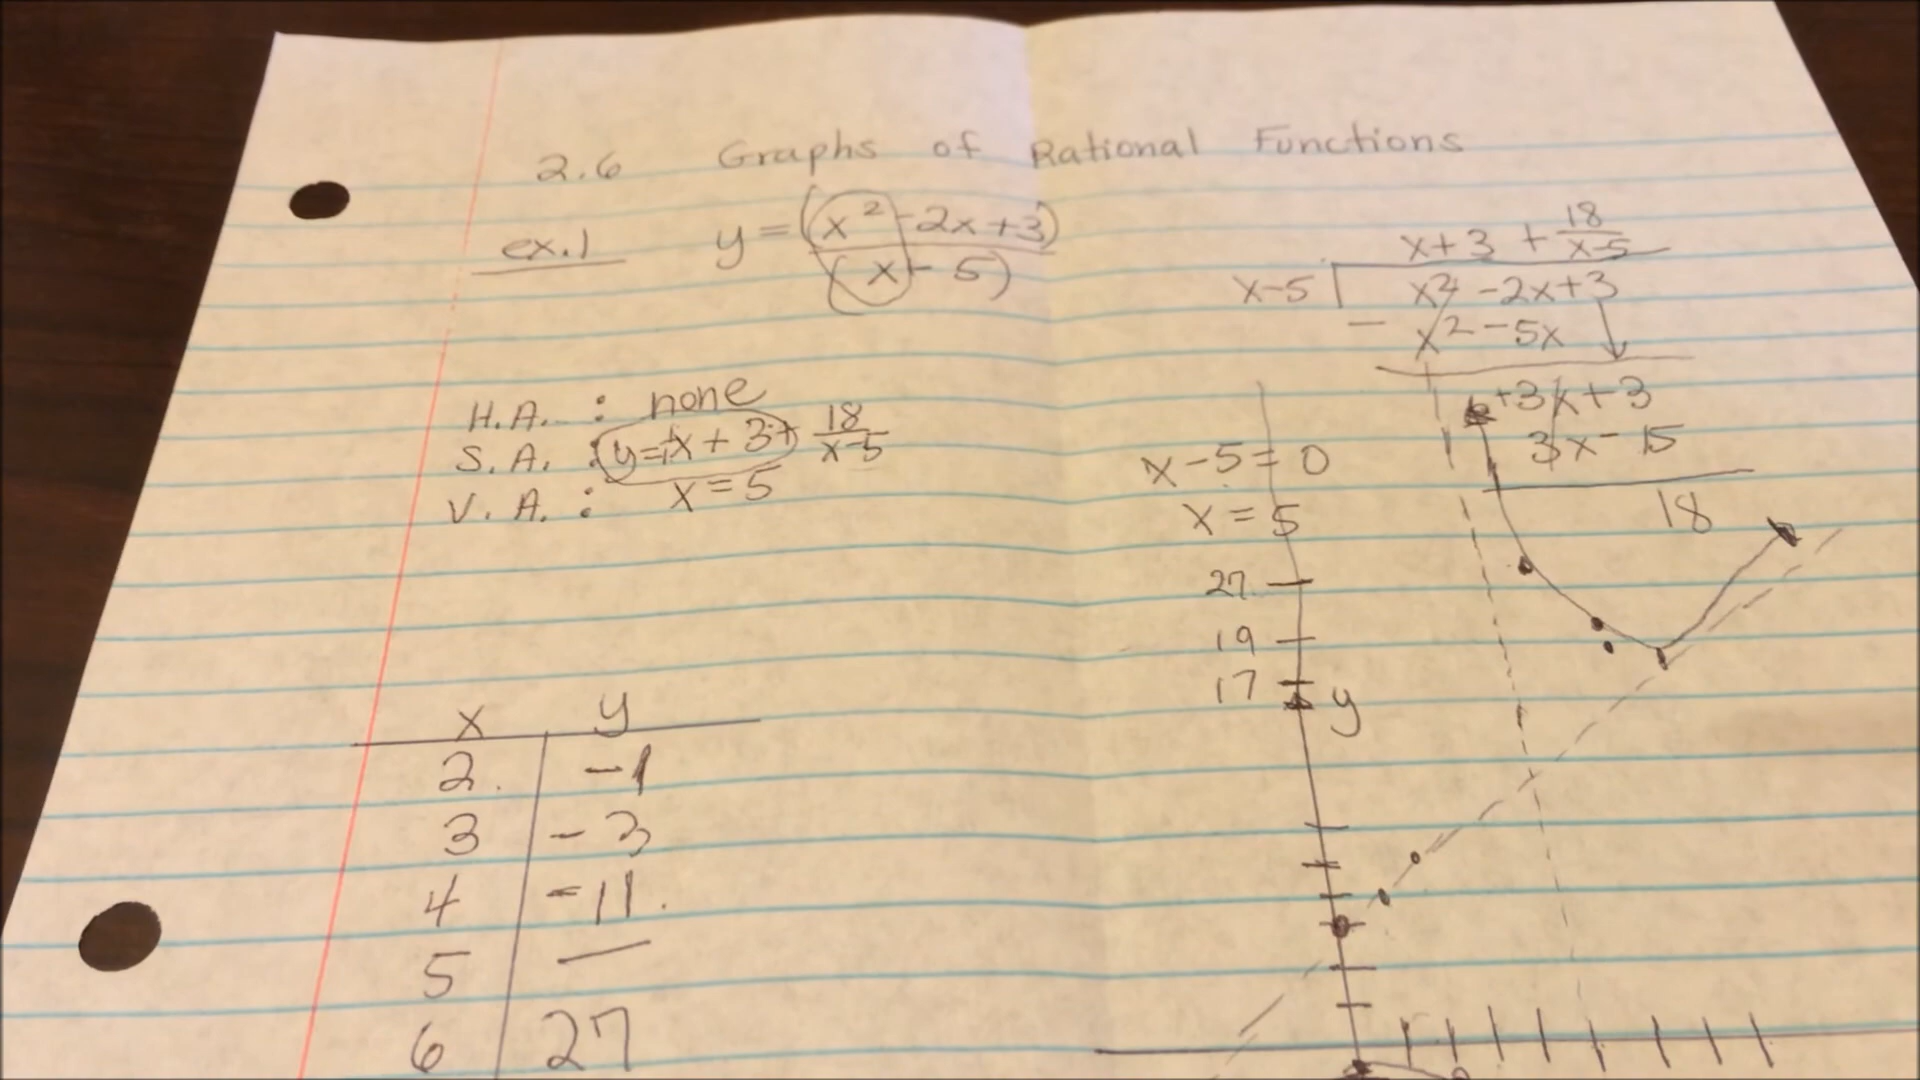 2.6 Graphs of Rational Functions
ex.1 y = (x² - 2x + 3) / (x - 5)
x + 3 + 18/(x-5)
x-5 | x² - 2x + 3
- x² - 5x
+3x + 3
3x - 15
18
H.A. : none
S.A. : y = 1x + 3 + 18/(x-5)
V.A. : x = 5
x - 5 = 0
x = 5
27
19
17
y
x y
2. -1
3 -3
4 -11.
5 —
6 27